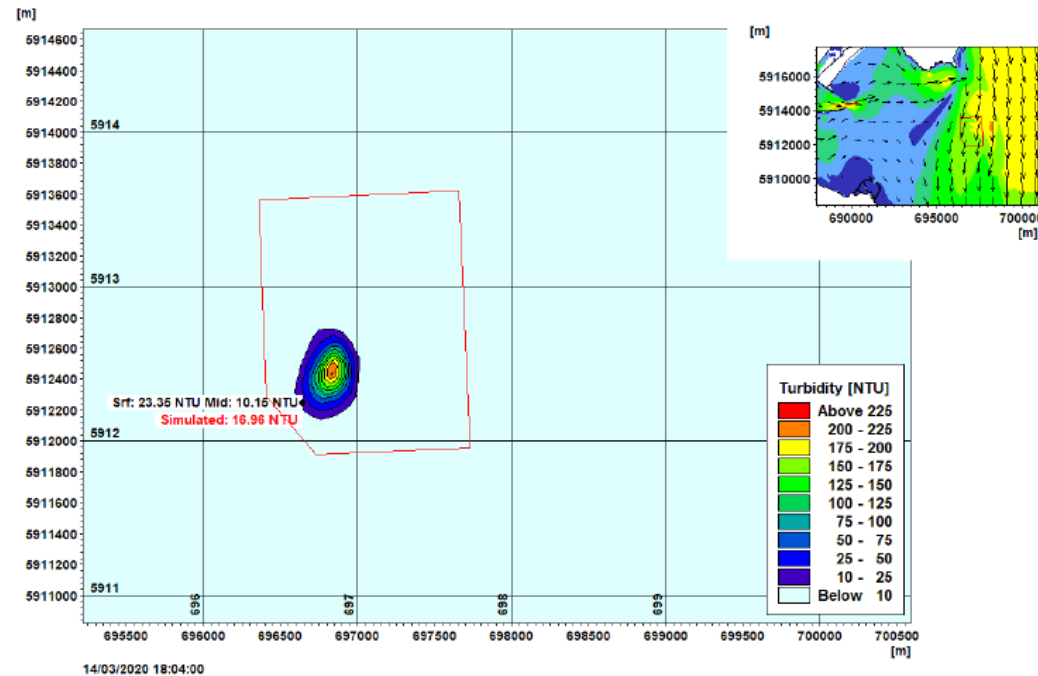 [m]
5914600
5914400
5914200
5914000
5913800
5913600
5913400
5913200
5913000
5912800
5912600
5912400
5912200
5912000
5911800
5911600
5911400
5911200
5911000
5914
5913
5912
5911
696
697
698
699
Srf: 23.35 NTU Mid: 10.15 NTU
Simulated: 16.96 NTU
695500 696000 696500 697000 697500 698000 698500 699000 699500 700000 700500
[m]
14/03/2020 18:04:00
[m]
5916000
5914000
5912000
5910000
690000 695000 700000
[m]
Turbidity [NTU]
Above 225
200 - 225
175 - 200
150 - 175
125 - 150
100 - 125
75 - 100
50 - 75
25 - 50
10 - 25
Below 10